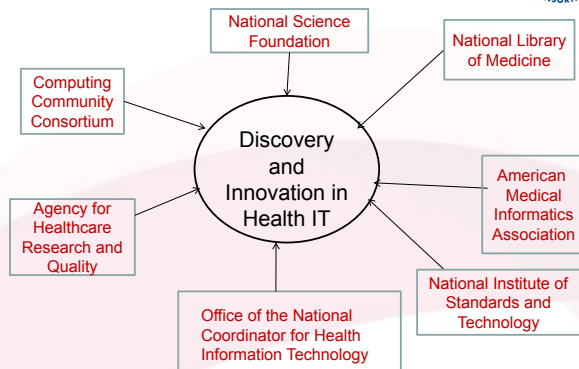 National Science
Foundation
National Library
of Medicine
Computing
Community
Consortium
Discovery
and
Innovation in
Health IT
American
Medical
Informatics
Association
Agency for
Healthcare
Research and
Quality
National Institute of
Standards and
Technology
Office of the National
Coordinator for Health
Information Technology